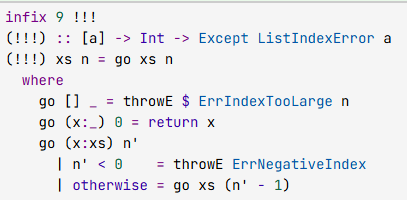 infix 9 !!!
(!!!) :: [a] -> Int -> Except ListIndexError a
(!!!) xs n = go xs n
  where
    go [] _ = throwE $ ErrIndexTooLarge n
    go (x:_) 0 = return x
    go (x:xs) n'
      | n' < 0    = throwE ErrNegativeIndex
      | otherwise = go xs (n' - 1)